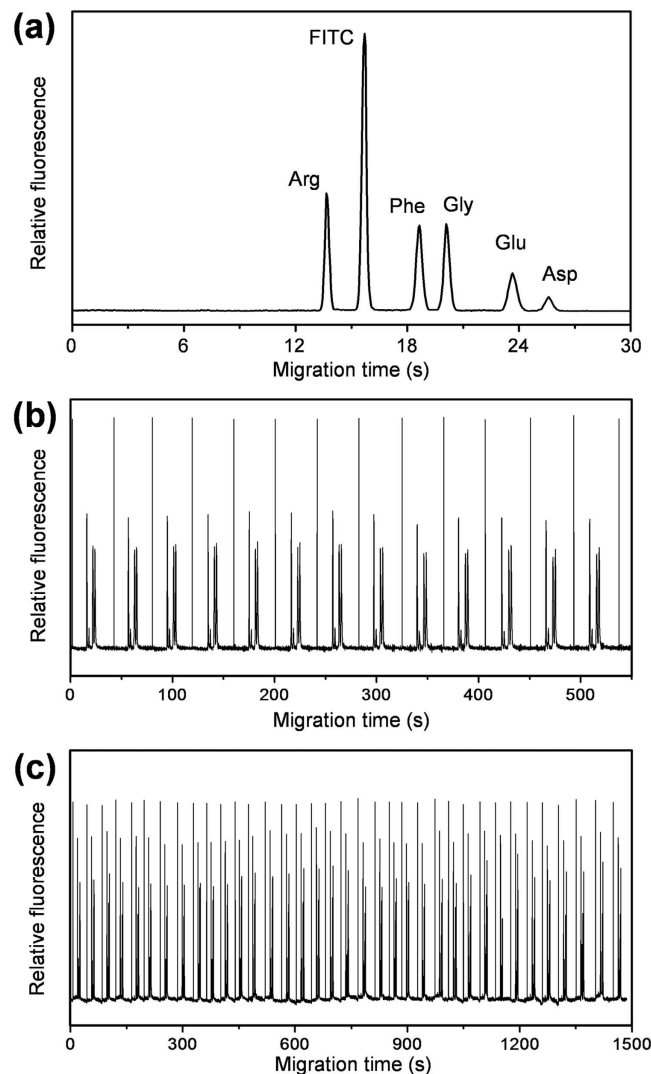 (a)
FITC
Arg
Phe
Gly
Glu
Asp
Relative fluorescence
0 6 12 18 24 30
Migration time (s)
(b)
Relative fluorescence
0 100 200 300 400 500
Migration time (s)
(c)
Relative fluorescence
0 300 600 900 1200 1500
Migration time (s)